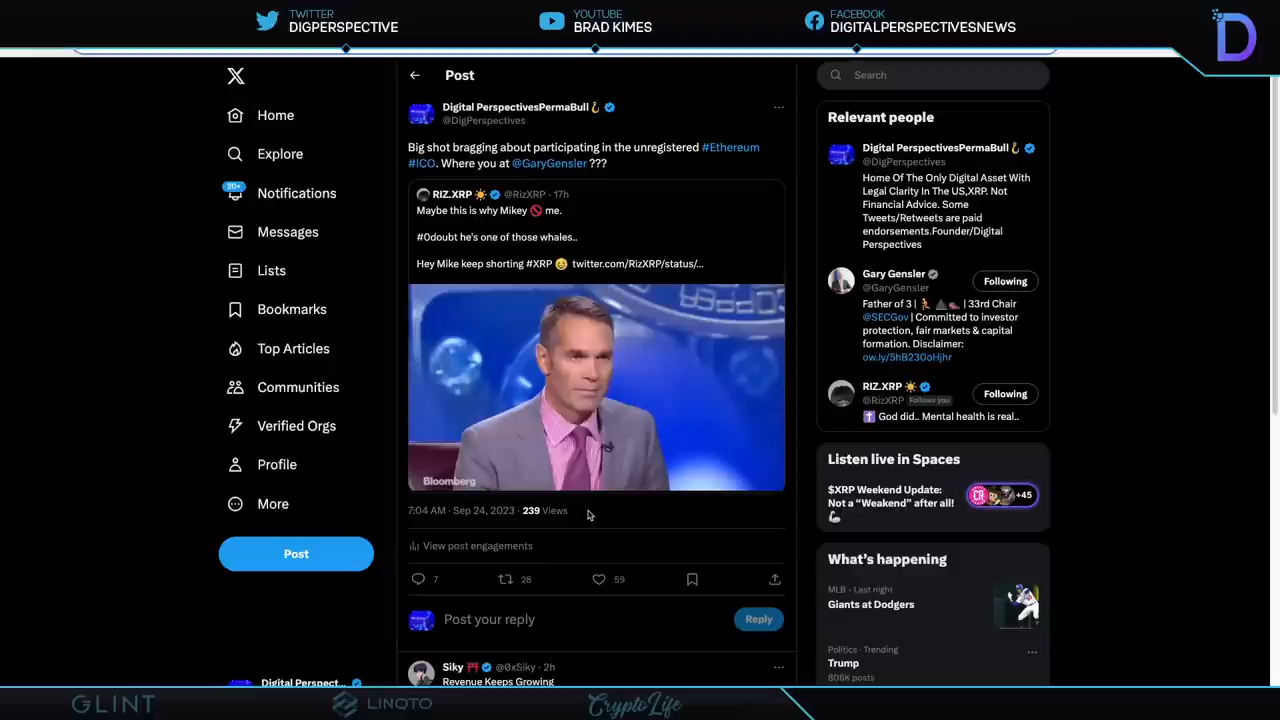 TWITTER
DIGPERSPECTIVE
YOUTUBE
BRAD KIMES
FACEBOOK
DIGITALPERSPECTIVESNEWS
D
Home
Explore
20+
Notifications
Messages
Lists
Bookmarks
Top Articles
Communities
Verified Orgs
Profile
More
Post
Digital Perspect...
Post
Digital PerspectivesPermaBull
@DigPerspectives
Big shot bragging about participating in the unregistered #Ethereum
#ICO. Where you at @GaryGensler ???
RIZ.XRP @RizXRP · 17h
Maybe this is why Mikey 🚫 me.
#0doubt he's one of those whales..
Hey Mike keep shorting #XRP 😄 twitter.com/RizXRP/status/...
Bloomberg
7:04 AM · Sep 24, 2023 · 239 Views
View post engagements
7
28
59
Post your reply
Reply
Siky @0xSiky · 2h
Revenue Keeps Growing
Search
Relevant people
Digital PerspectivesPermaBull
@DigPerspectives
Home Of The Only Digital Asset With
Legal Clarity In The US,XRP. Not
Financial Advice. Some
Tweets/Retweets are paid
endorsements.Founder/Digital
Perspectives
Gary Gensler
@GaryGensler
Following
Father of 3 | | 33rd Chair
@SECGov | Committed to investor
protection, fair markets & capital
formation. Disclaimer:
ow.ly/5hB230oHjhr
RIZ.XRP
@RizXRP Follows you
Following
✝️ God did.. Mental health is real..
Listen live in Spaces
$XRP Weekend Update:
Not a "Weekend" after all!
💪
CR
+45
What's happening
MLB · Last night
Giants at Dodgers
Politics · Trending
Trump
806K posts
GLINT
LINQTO
CryptoLife